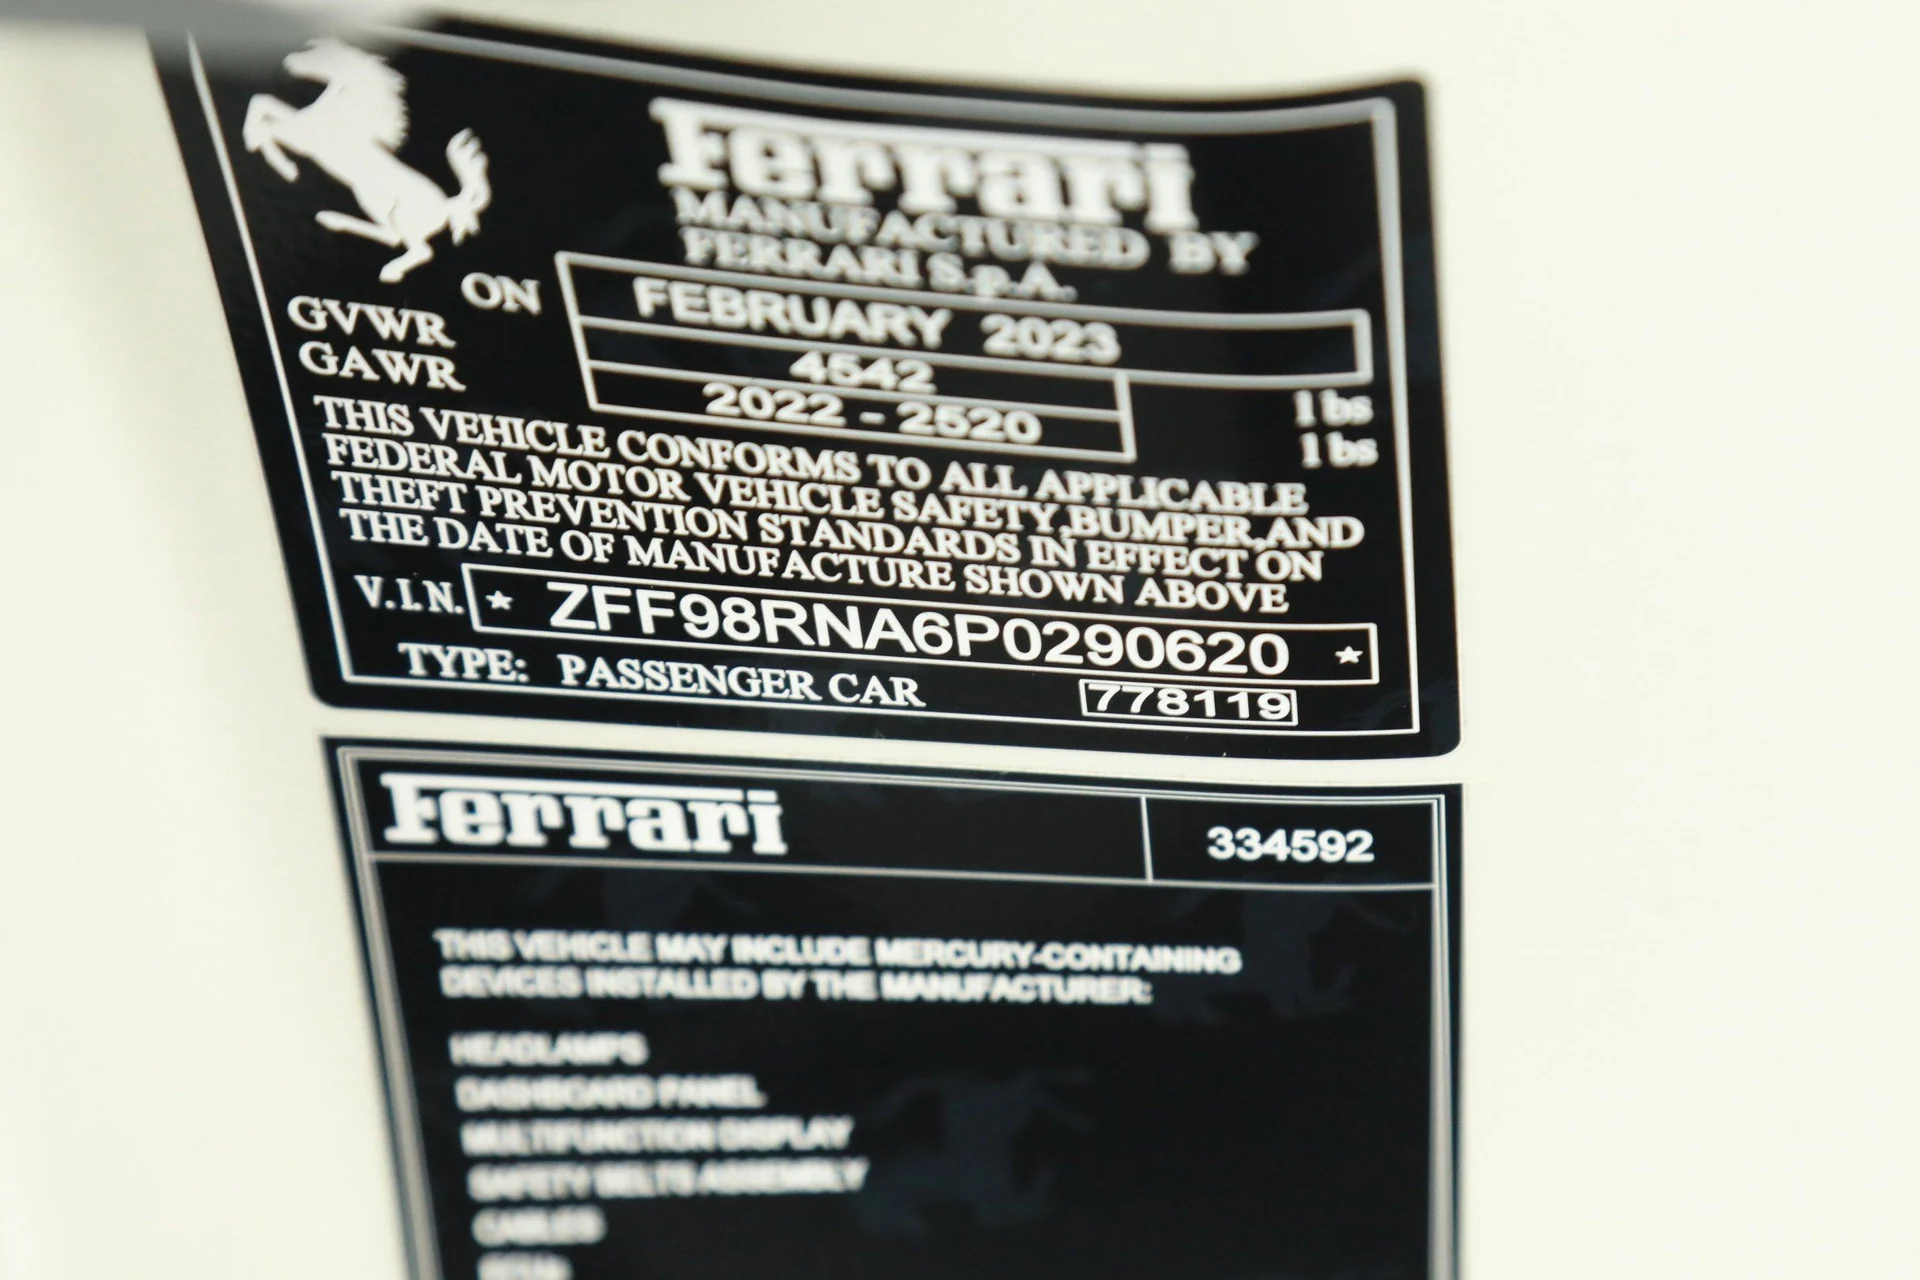 Ferrari
MANUFACTURED BY
FERRARI S.p.A.
ON FEBRUARY 2023
GVWR 4542 lbs
GAWR 2022 - 2520 lbs
THIS VEHICLE CONFORMS TO ALL APPLICABLE
FEDERAL MOTOR VEHICLE SAFETY,BUMPER,AND
THEFT PREVENTION STANDARDS IN EFFECT ON
THE DATE OF MANUFACTURE SHOWN ABOVE
V.I.N. ★ ZFF98RNA6P0290620 ★
TYPE: PASSENGER CAR 778119
Ferrari 334592
THIS VEHICLE MAY INCLUDE MERCURY-CONTAINING
DEVICES INSTALLED BY THE MANUFACTURER:
HEADLAMPS
DASHBOARD PANEL
MULTIFUNCTION DISPLAY
SAFETY BELTS ASSEMBLY
CABLES